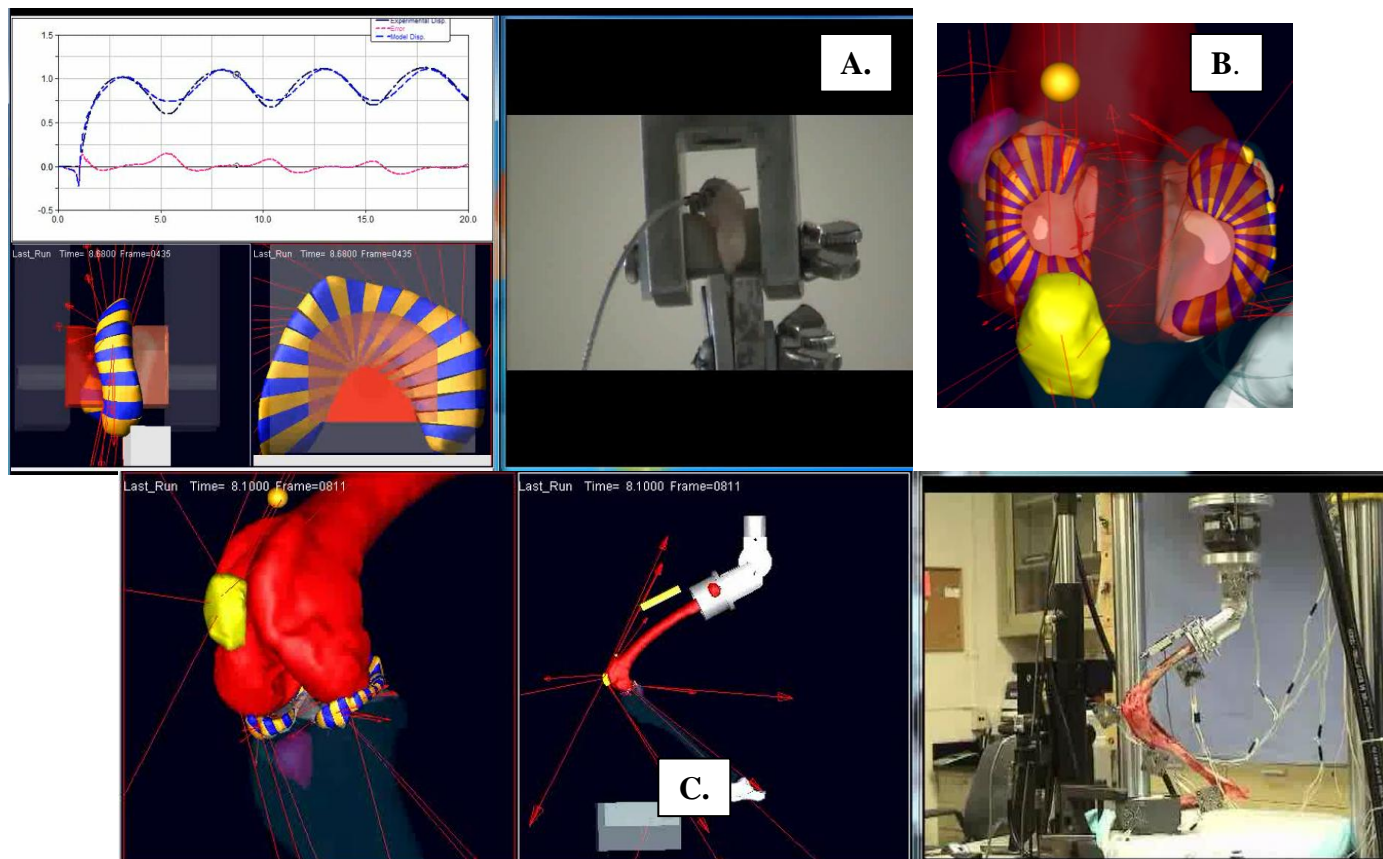 Experimental Disp.
Error
Model Disp.
1.5
1.0
0.5
0.0
-0.5
0.0
5.0
10.0
15.0
20.0
A.
B.
Last_Run Time= 8.6800 Frame=0435
Last_Run Time= 8.6800 Frame=0435
Last_Run Time= 8.1000 Frame=0811
Last_Run Time= 8.1000 Frame=0811
C.